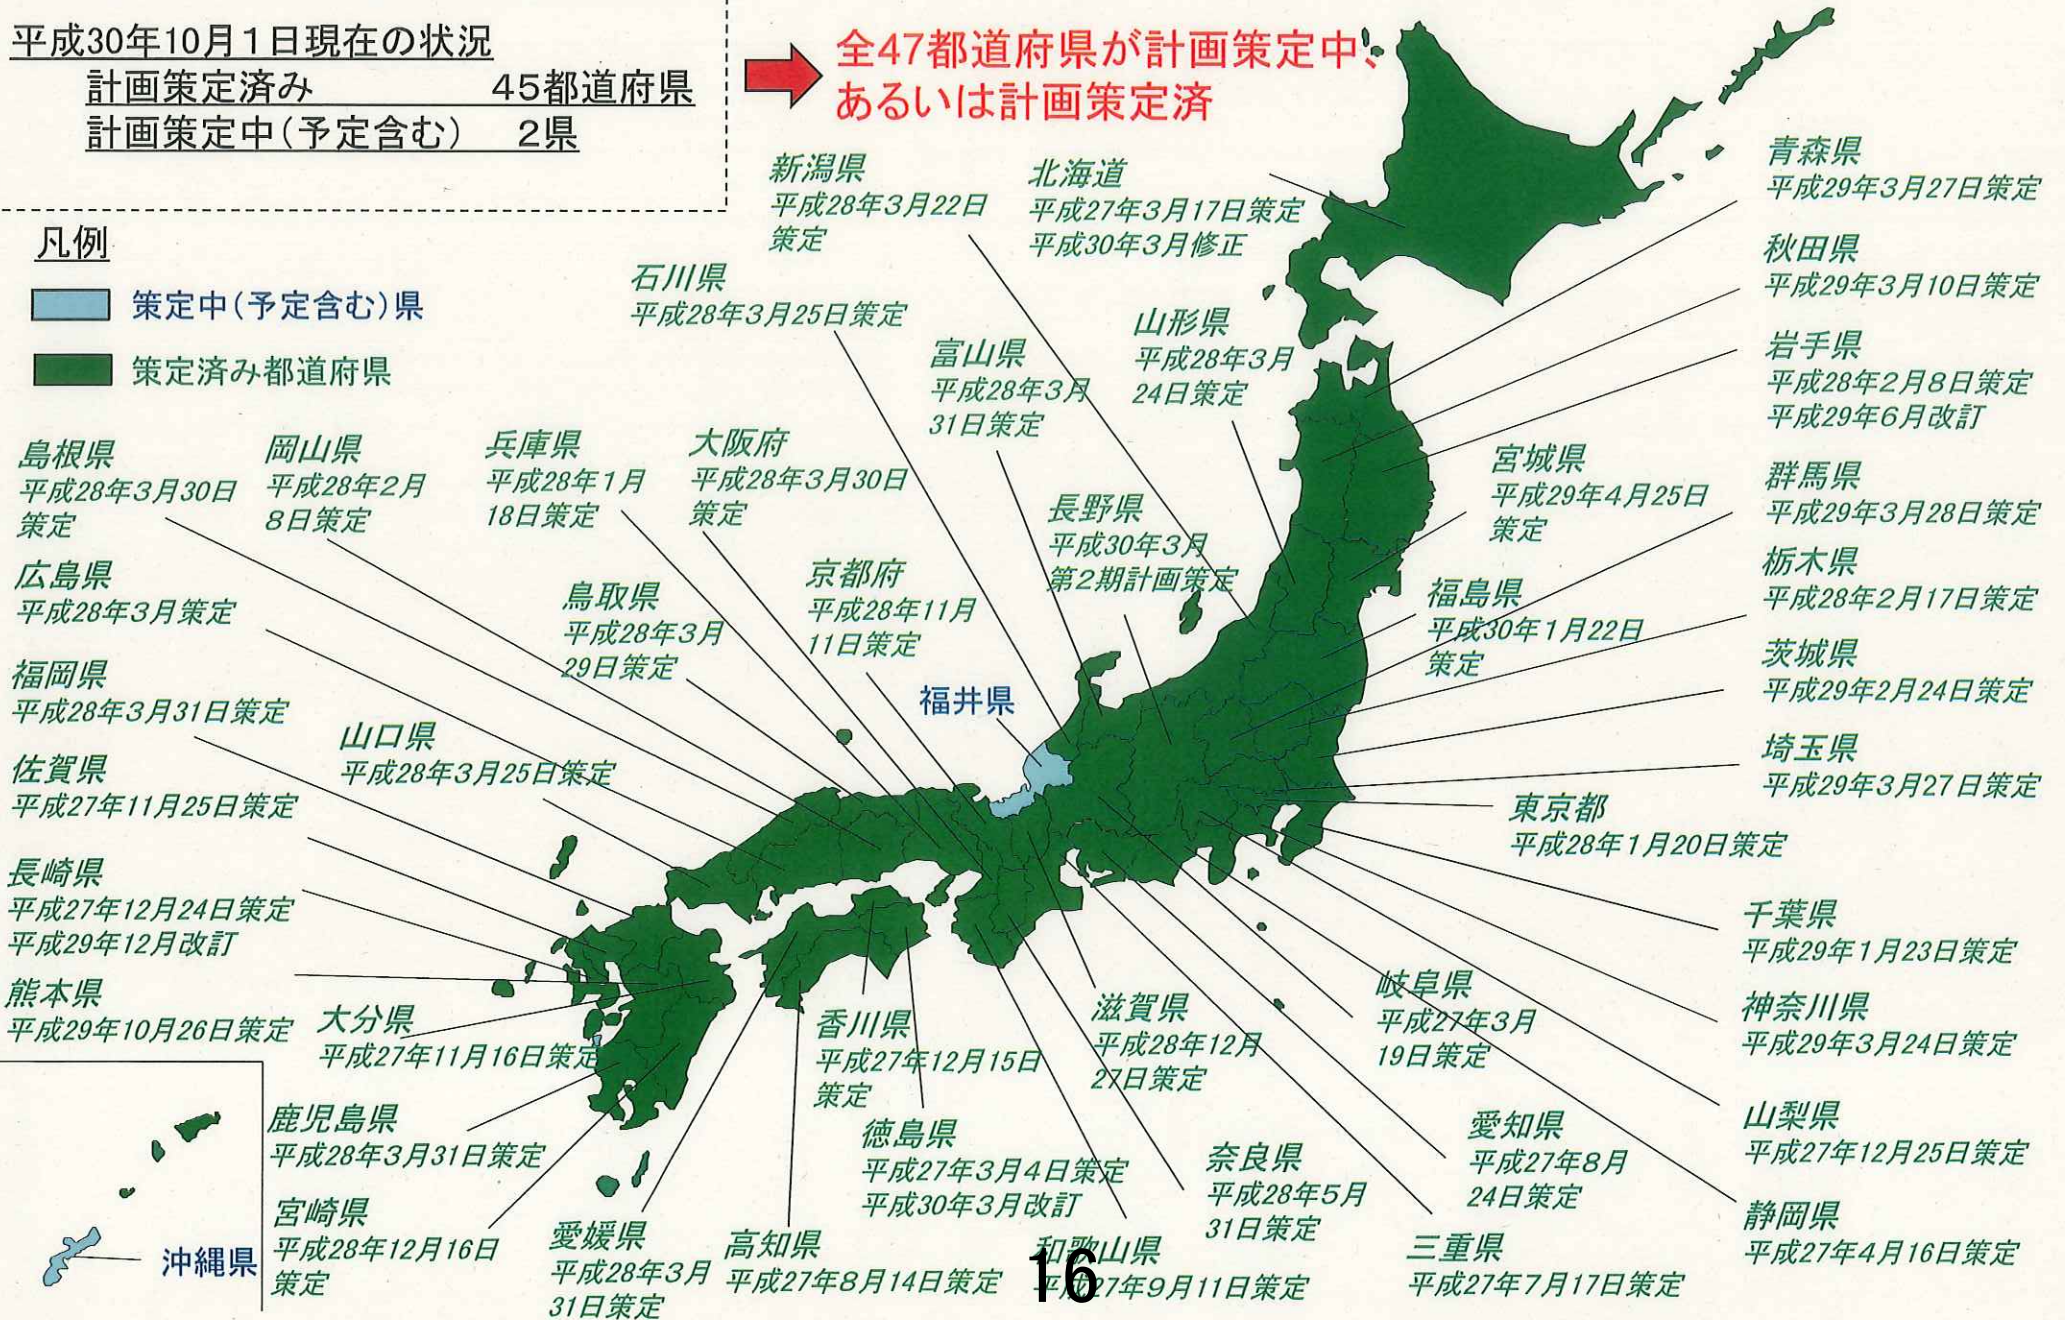 平成30年10月1日現在の状況
計画策定済み 45都道府県
計画策定中(予定含む) 2県
全47都道府県が計画策定中、
あるいは計画策定済
凡例
策定中(予定含む)県
策定済み都道府県
新潟県
平成28年3月22日
策定
北海道
平成27年3月17日策定
平成30年3月修正
青森県
平成29年3月27日策定
秋田県
平成29年3月10日策定
石川県
平成28年3月25日策定
富山県
平成28年3月
31日策定
山形県
平成28年3月
24日策定
岩手県
平成28年2月8日策定
平成29年6月改訂
島根県
平成28年3月30日
策定
岡山県
平成28年2月
8日策定
兵庫県
平成28年1月
18日策定
大阪府
平成28年3月30日
策定
長野県
平成30年3月
第2期計画策定
宮城県
平成29年4月25日
策定
群馬県
平成29年3月28日策定
広島県
平成28年3月策定
鳥取県
平成28年3月
29日策定
京都府
平成28年11月
11日策定
福島県
平成30年1月22日
策定
栃木県
平成28年2月17日策定
福岡県
平成28年3月31日策定
福井県
茨城県
平成29年2月24日策定
山口県
平成28年3月25日策定
佐賀県
平成27年11月25日策定
埼玉県
平成29年3月27日策定
東京都
平成28年1月20日策定
長崎県
平成27年12月24日策定
平成29年12月改訂
千葉県
平成29年1月23日策定
熊本県
平成29年10月26日策定
大分県
平成27年11月16日策定
香川県
平成27年12月15日
策定
滋賀県
平成28年12月
27日策定
岐阜県
平成27年3月
19日策定
神奈川県
平成29年3月24日策定
鹿児島県
平成28年3月31日策定
徳島県
平成27年3月4日策定
平成30年3月改訂
奈良県
平成28年5月
31日策定
愛知県
平成27年8月
24日策定
山梨県
平成27年12月25日策定
沖縄県
宮崎県
平成28年12月16日
策定
愛媛県
平成28年3月
31日策定
高知県
平成27年8月14日策定
和歌山県
平成27年9月11日策定
三重県
平成27年7月17日策定
静岡県
平成27年4月16日策定
16